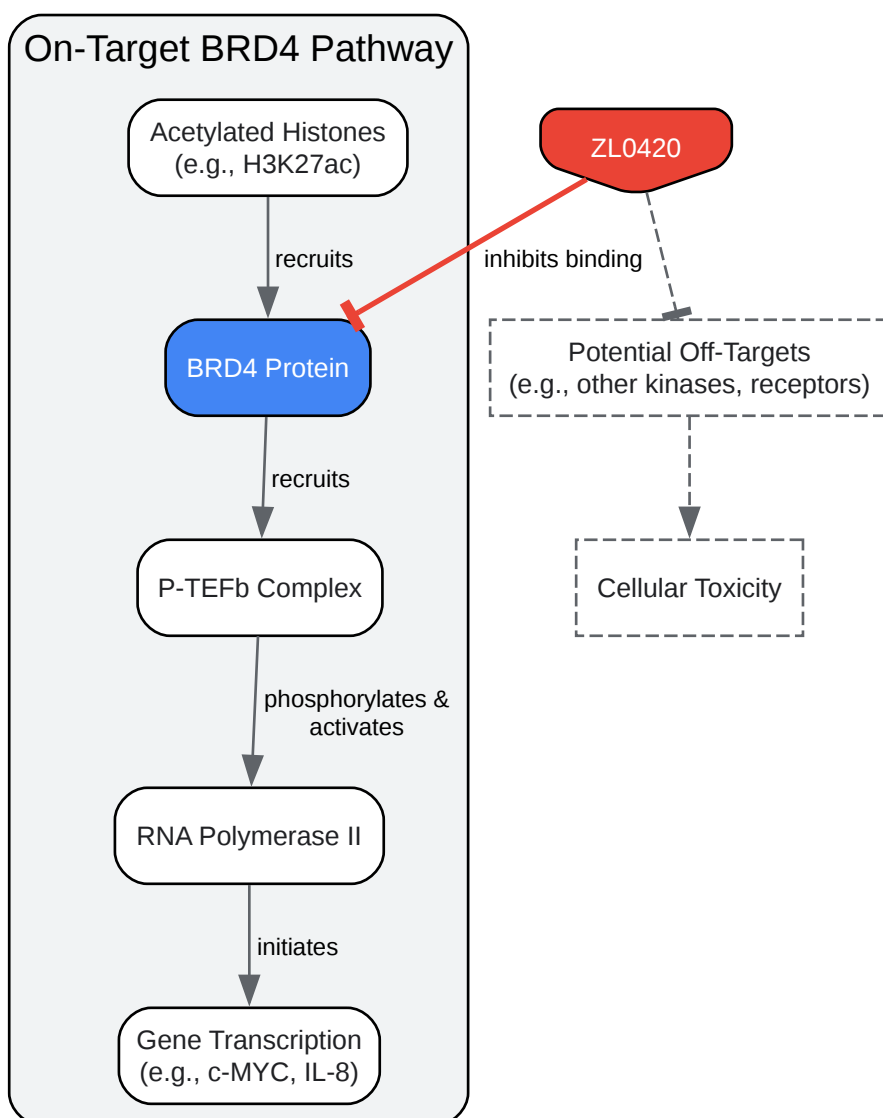 On-Target BRD4 Pathway
Acetylated Histones
(e.g., H3K27ac)
ZL0420
recruits
inhibits binding
BRD4 Protein
Potential Off-Targets
(e.g., other kinases, receptors)
recruits
P-TEFb Complex
Cellular Toxicity
phosphorylates &
activates
RNA Polymerase II
initiates
Gene Transcription
(e.g., c-MYC, IL-8)